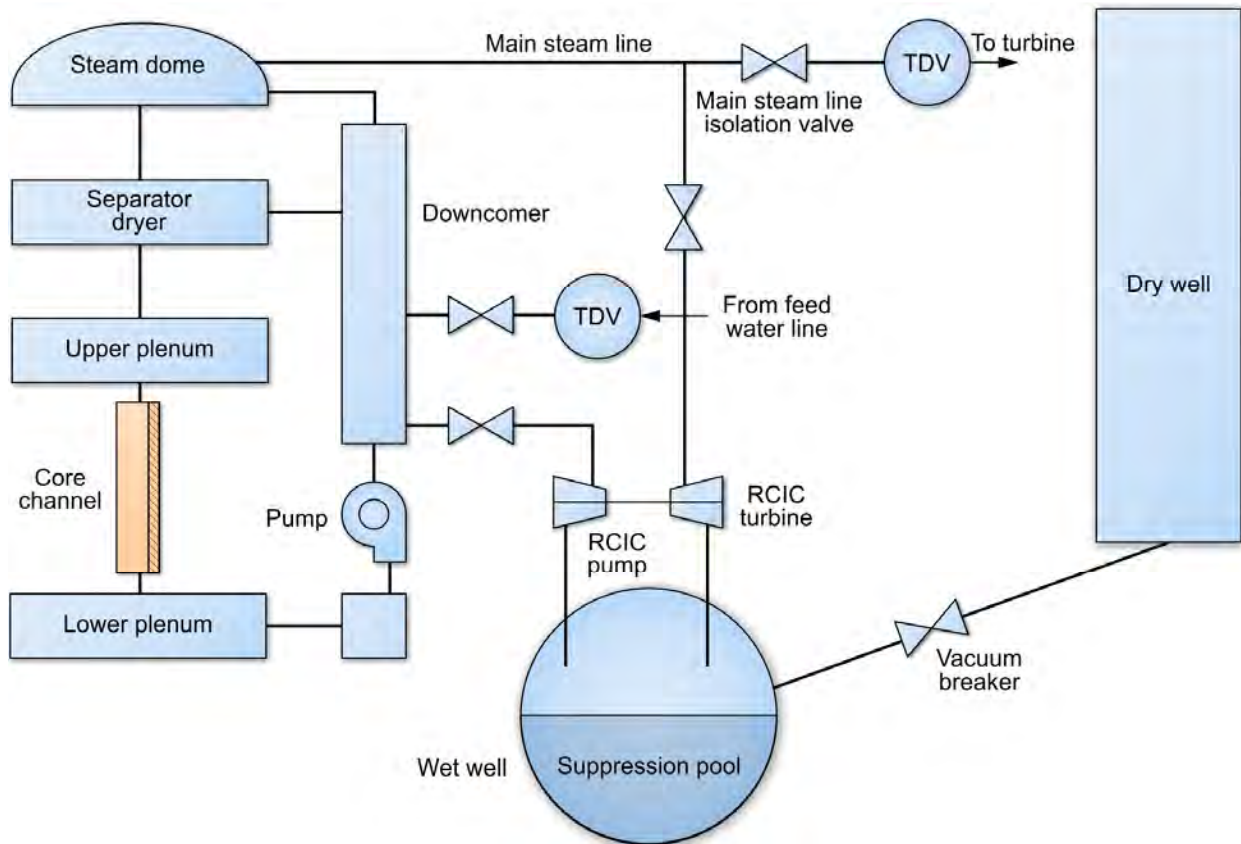 Main steam line
Steam dome
TDV
To turbine
Main steam line
isolation valve
Separator
dryer
Downcomer
Dry well
TDV
From feed
water line
Upper plenum
Core
channel
Pump
RCIC
turbine
RCIC
pump
Lower plenum
Vacuum
breaker
Wet well
Suppression pool